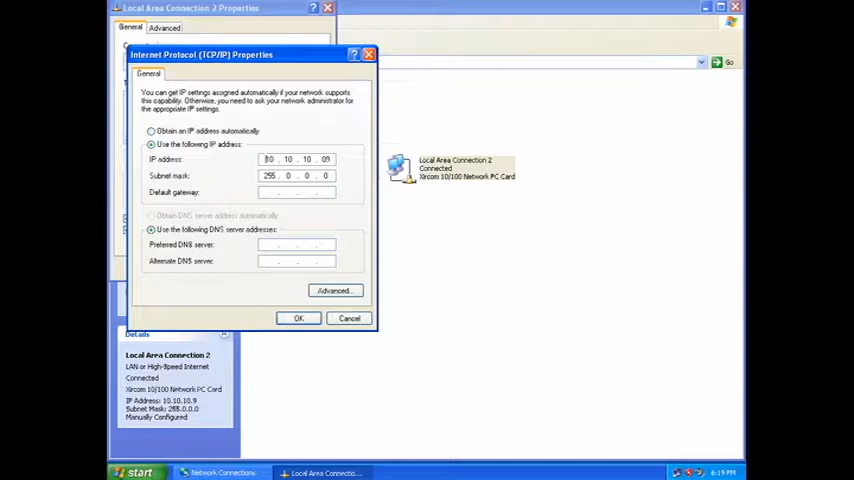 Local Area Connection 2 Properties
General
Advanced
Internet Protocol (TCP/IP) Properties
General
You can get IP settings assigned automatically if your network supports
this capability. Otherwise, you need to ask your network administrator for
the appropriate IP settings.
Obtain an IP address automatically
Use the following IP address:
IP address: 10 . 10 . 10 . 09
Subnet mask: 255 . 0 . 0 . 0
Default gateway: . . .
Obtain DNS server address automatically
Use the following DNS server addresses:
Preferred DNS server: . . .
Alternate DNS server: . . .
Advanced...
OK
Cancel
Go
Local Area Connection 2
Connected
Xircom 10/100 Network PC Card
Details
Local Area Connection 2
LAN or High-Speed Internet
Connected
Xircom 10/100 Network PC Card
IP Address: 10.10.10.9
Subnet Mask: 255.0.0.0
Manually Configured
start
Network Connections
Local Area Connectio...
6:19 PM